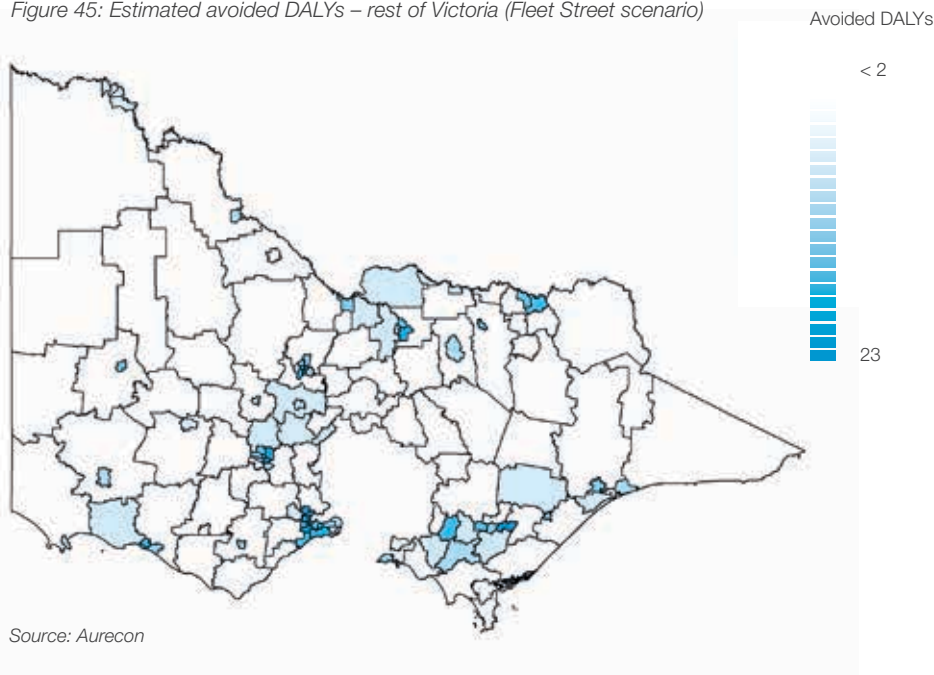 Figure 45: Estimated avoided DALYs – rest of Victoria (Fleet Street scenario)
Avoided DALYs
< 2
23
Source: Aurecon